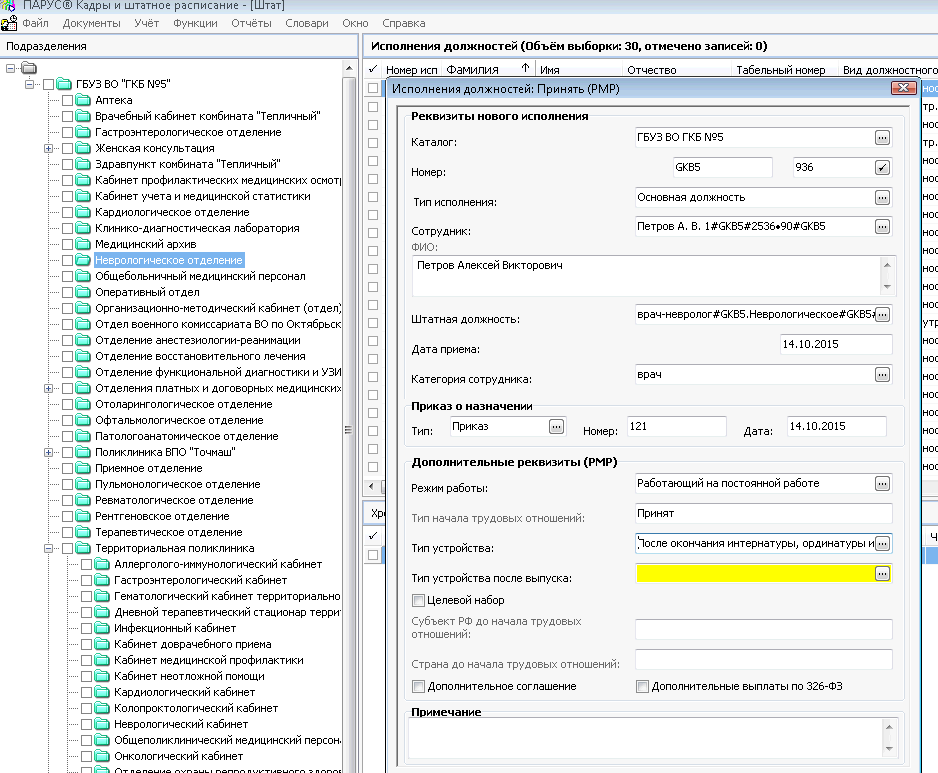 ПАРУС® Кадры и штатное расписание - [Штат]
Файл Документы Учёт Функции Отчёты Словари Окно Справка
Подразделения
ГБУЗ ВО "ГКБ №5"
Аптека
Врачебный кабинет комбината "Тепличный"
Гастроэнтерологическое отделение
Женская консультация
Здравпункт комбината "Тепличный"
Кабинет профилактических медицинских осмотр
Кабинет учета и медицинской статистики
Кардиологическое отделение
Клинико-диагностическая лаборатория
Медицинский архив
Неврологическое отделение
Общебольничный медицинский персонал
Оперативный отдел
Организационно-методический кабинет (отдел)
Отдел военного комиссариата ВО по Октябрьск
Отделение анестезиологии-реанимации
Отделение восстановительного лечения
Отделение функциональной диагностики и УЗИ
Отделения платных и договорных медицинских
Отоларингологическое отделение
Офтальмологическое отделение
Патологоанатомическое отделение
Поликлиника ВПО "Точмаш"
Приемное отделение
Пульмонологическое отделение
Ревматологическое отделение
Рентгеновское отделение
Терапевтическое отделение
Территориальная поликлиника
Аллерголого-иммунологический кабинет
Гастроэнтерологический кабинет
Гематологический кабинет территориально
Дневной терапевтический стационар террит
Инфекционный кабинет
Кабинет доврачебного приема
Кабинет медицинской профилактики
Кабинет неотложной помощи
Кардиологический кабинет
Колопроктологический кабинет
Неврологический кабинет
Общеполиклинический медицинский персон
Онкологический кабинет
Отделение охраны репродуктивного здоров
Исполнения должностей (Объём выборки: 30, отмечено записей: 0)
Номер исп Фамилия Имя Отчество Табельный номер Вид должностного
Исполнения должностей: Принять (PMP)
Реквизиты нового исполнения
Каталог: ГБУЗ ВО ГКБ №5
Номер: GKB5 936
Тип исполнения: Основная должность
Сотрудник: Петров А. В. 1#GKB5#2536•90#GKB5
ФИО:
Петров Алексей Викторович
Штатная должность: врач-невролог#GKB5.Неврологическое#GKB5#
Дата приема: 14.10.2015
Категория сотрудника: врач
Приказ о назначении
Тип: Приказ Номер: 121 Дата: 14.10.2015
Дополнительные реквизиты (PMP)
Режим работы: Работающий на постоянной работе
Тип начала трудовых отношений: Принят
Тип устройства: После окончания интернатуры, ординатуры и
Тип устройства после выпуска:
Целевой набор
Субъект РФ до начала трудовых
отношений:
Страна до начала трудовых отношений:
Дополнительное соглашение Дополнительные выплаты по 326-ФЗ
Примечание
Хро